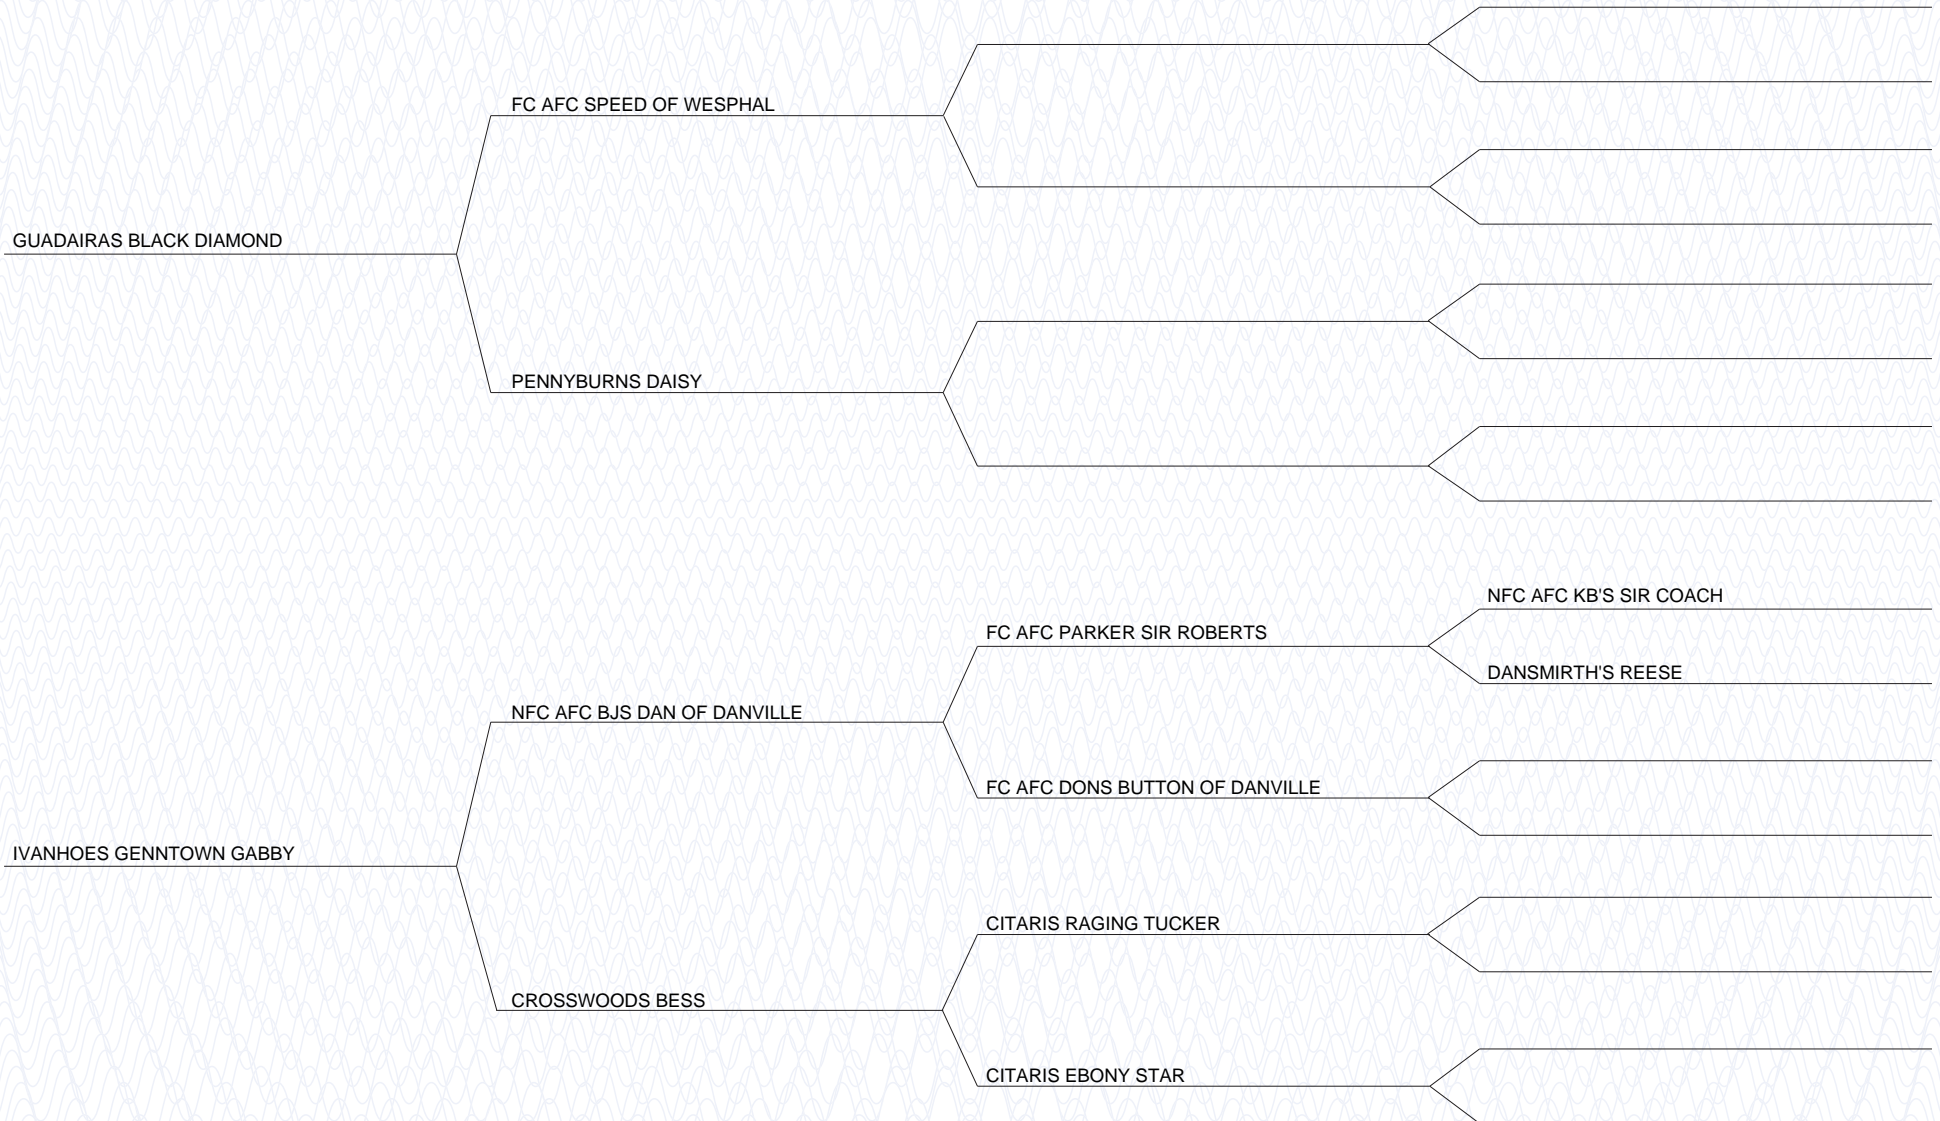 FC AFC SPEED OF WESPHAL
GUADAIRAS BLACK DIAMOND
PENNYBURNS DAISY
NFC AFC KB'S SIR COACH
FC AFC PARKER SIR ROBERTS
DANSMIRTH'S REESE
NFC AFC BJS DAN OF DANVILLE
FC AFC DONS BUTTON OF DANVILLE
IVANHOES GENNTOWN GABBY
CITARIS RAGING TUCKER
CROSSWOODS BESS
CITARIS EBONY STAR